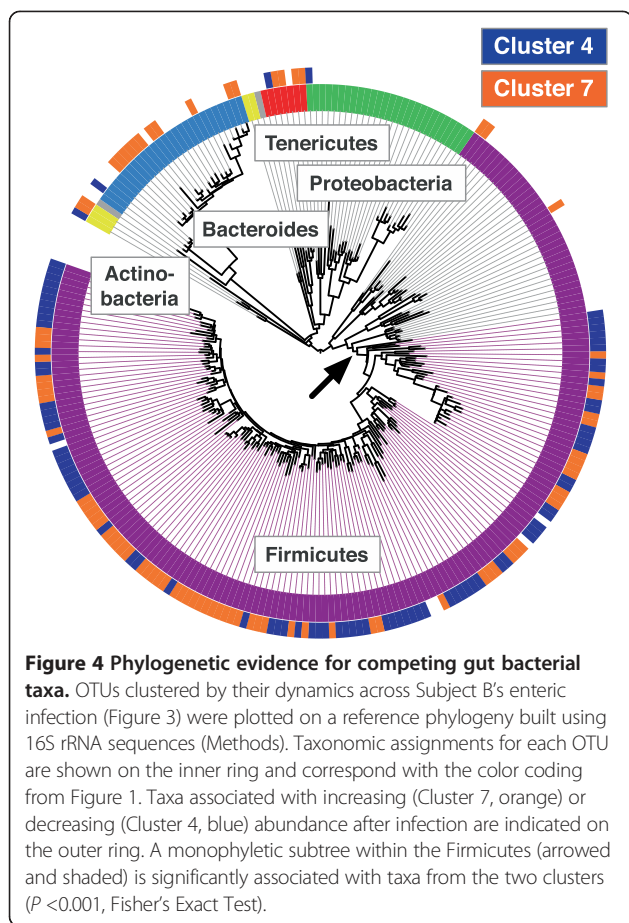 Cluster 4
Cluster 7
Tenericutes
Proteobacteria
Bacteroides
Actino-
bacteria
Firmicutes
Figure 4 Phylogenetic evidence for competing gut bacterial
taxa. OTUs clustered by their dynamics across Subject B's enteric
infection (Figure 3) were plotted on a reference phylogeny built using
16S rRNA sequences (Methods). Taxonomic assignments for each OTU
are shown on the inner ring and correspond with the color coding
from Figure 1. Taxa associated with increasing (Cluster 7, orange) or
decreasing (Cluster 4, blue) abundance after infection are indicated on
the outer ring. A monophyletic subtree within the Firmicutes (arrowed
and shaded) is significantly associated with taxa from the two clusters
(P <0.001, Fisher's Exact Test).